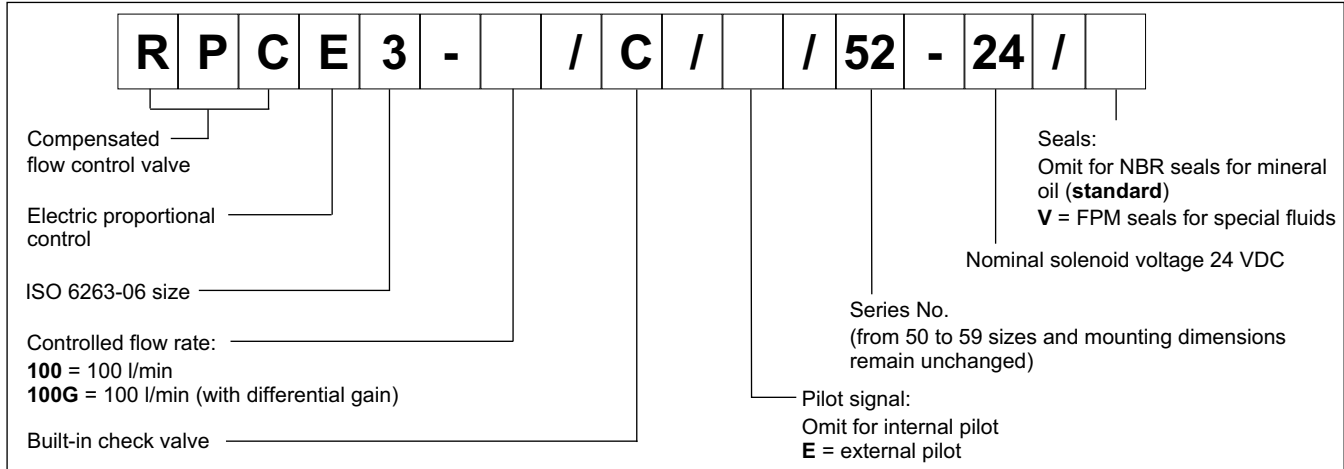 RPCE3- /C/ /52-24/
Compensated
flow control valve
Electric proportional
control
ISO 6263-06 size
Controlled flow rate:
100 = 100 l/min
100G = 100 l/min (with differential gain)
Built-in check valve
Pilot signal:
Omit for internal pilot
E = external pilot
Series No.
(from 50 to 59 sizes and mounting dimensions
remain unchanged)
Nominal solenoid voltage 24 VDC
Seals:
Omit for NBR seals for mineral
oil (standard)
V = FPM seals for special fluids